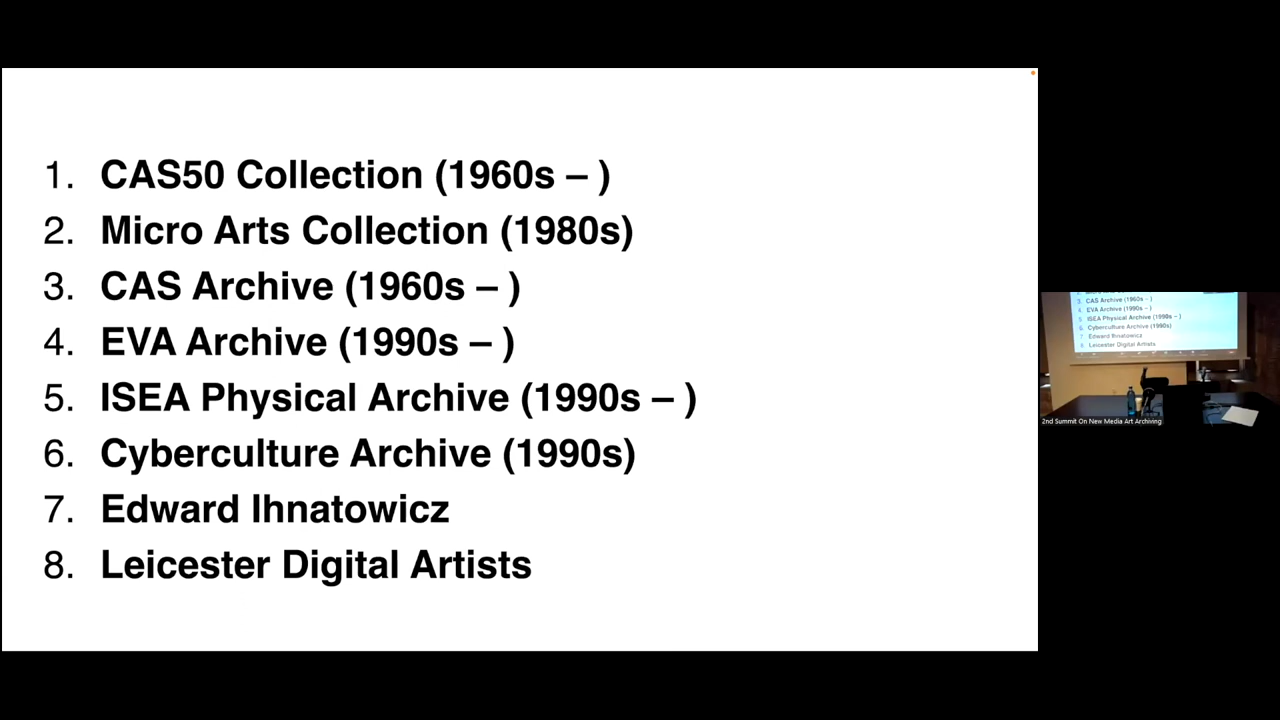 1. CAS50 Collection (1960s – )
2. Micro Arts Collection (1980s)
3. CAS Archive (1960s – )
4. EVA Archive (1990s – )
5. ISEA Physical Archive (1990s – )
6. Cyberculture Archive (1990s)
7. Edward Ihnatowicz
8. Leicester Digital Artists
3. CAS Archive (1960s – )
4. EVA Archive (1990s – )
5. ISEA Physical Archive (1990s – )
6. Cyberculture Archive (1990s)
7. Edward Ihnatowicz
8. Leicester Digital Artists
2nd Summit On New Media Art Archiving